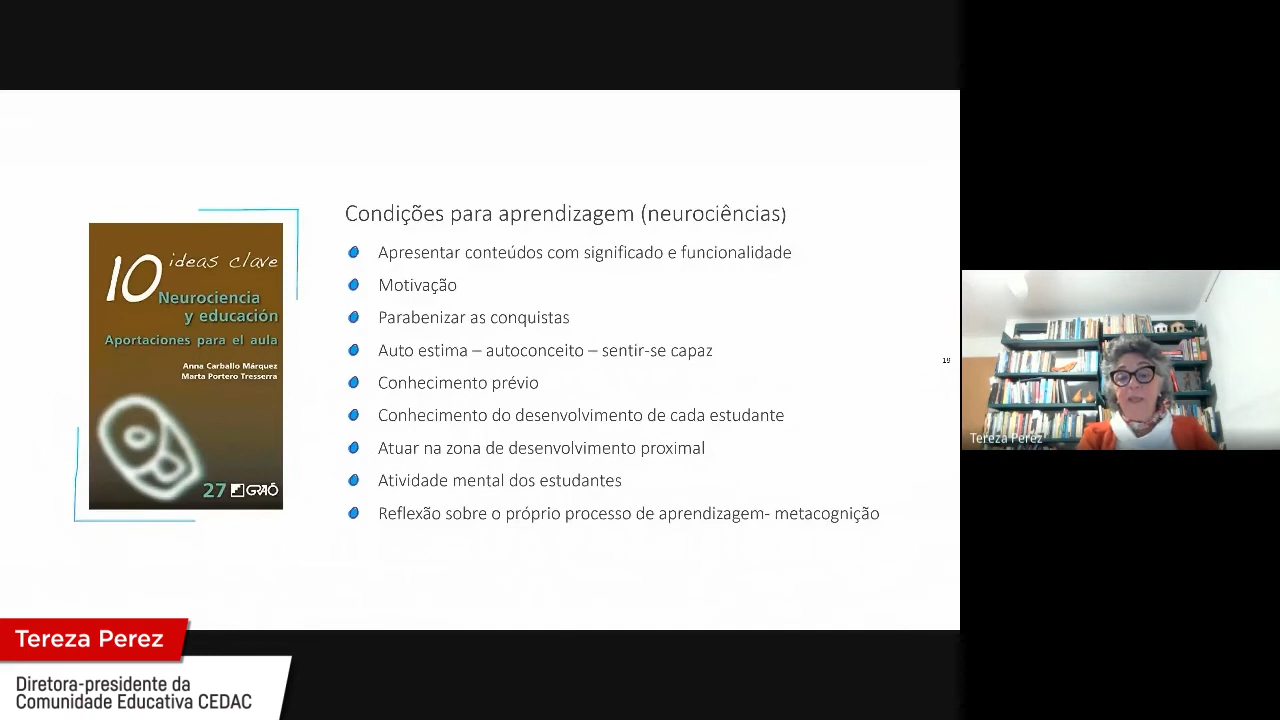 10 ideas clave
Neurociencia
y educación
Aportaciones para el aula
Anna Carballo Márquez
Marta Portero Tresserra
27 GRAÓ
Condições para aprendizagem (neurociências)
Apresentar conteúdos com significado e funcionalidade
Motivação
Parabenizar as conquistas
Auto estima – autoconceito – sentir-se capaz
Conhecimento prévio
Conhecimento do desenvolvimento de cada estudante
Atuar na zona de desenvolvimento proximal
Atividade mental dos estudantes
Reflexão sobre o próprio processo de aprendizagem- metacognição
19
Tereza Perez
Tereza Perez
Diretora-presidente da
Comunidade Educativa CEDAC